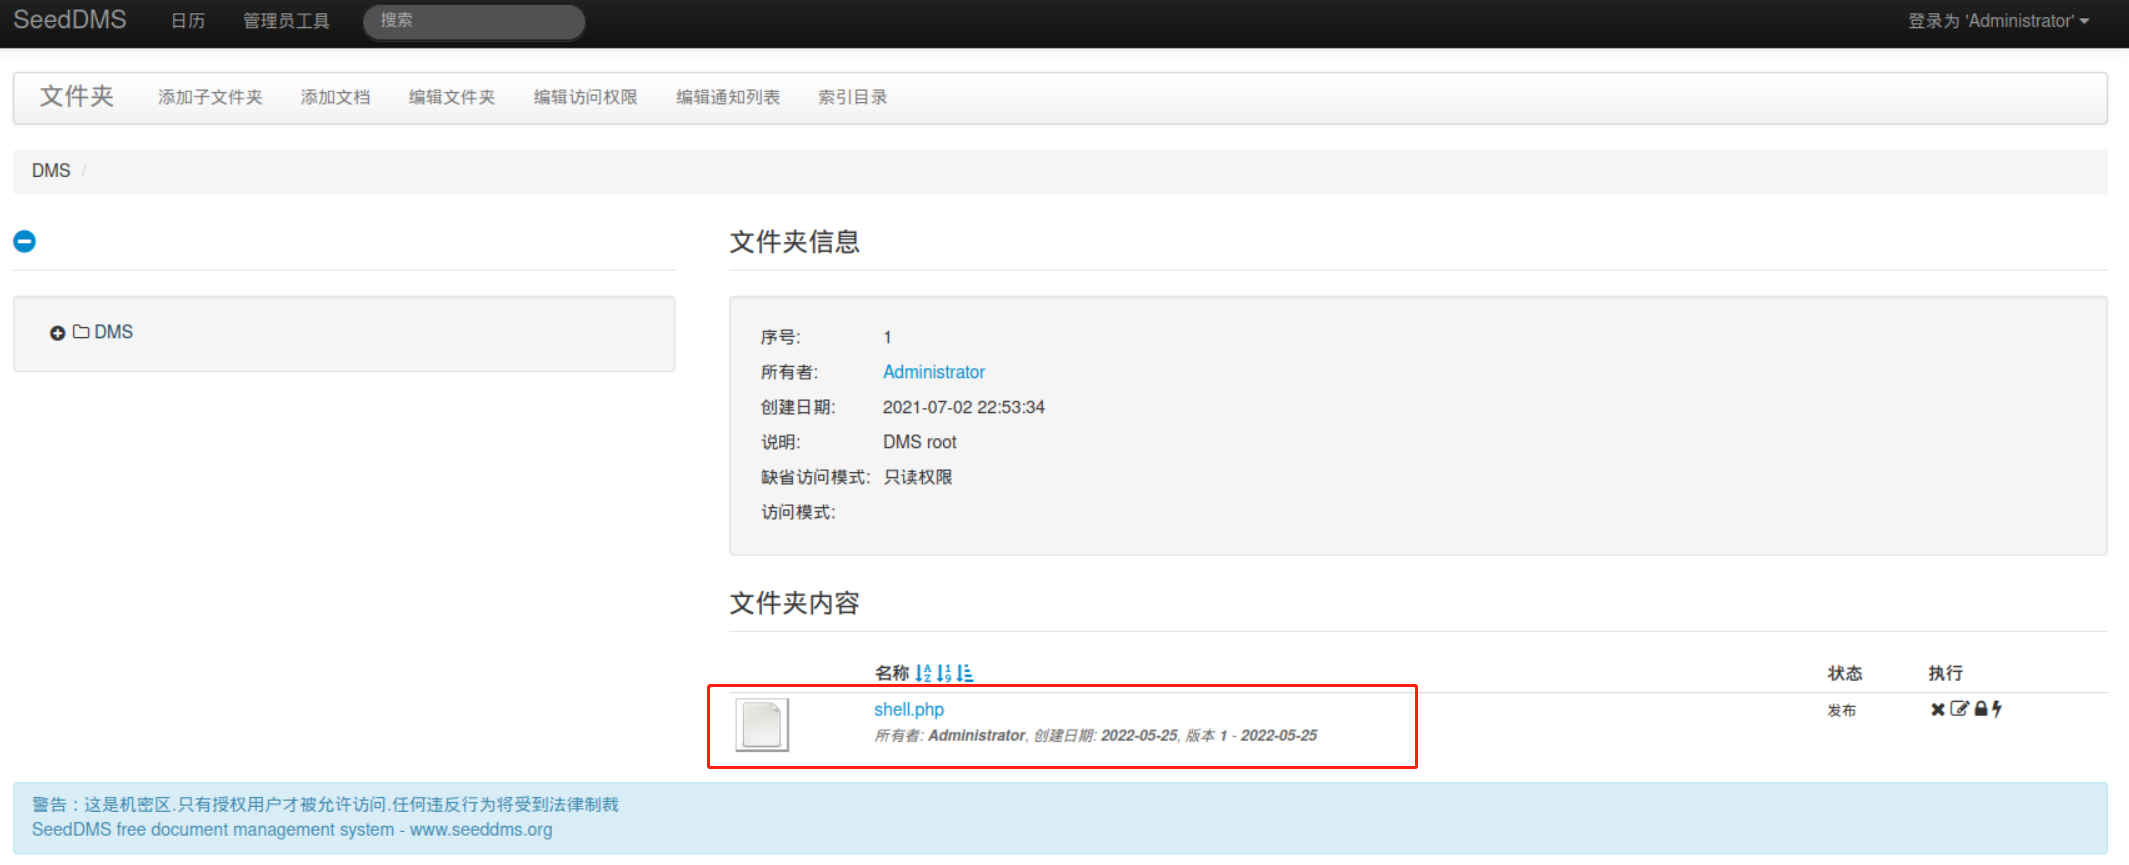 SeedDMS 日历 管理员工具 搜索 登录为 'Administrator'
文件夹 添加子文件夹 添加文档 编辑文件夹 编辑访问权限 编辑通知列表 索引目录
DMS /
文件夹信息
DMS
序号: 1
所有者: Administrator
创建日期: 2021-07-02 22:53:34
说明: DMS root
缺省访问模式: 只读权限
访问模式:
文件夹内容
名称 状态 执行
shell.php 发布
所有者: Administrator, 创建日期: 2022-05-25, 版本 1 - 2022-05-25
警告：这是机密区.只有授权用户才被允许访问.任何违反行为将受到法律制裁
SeedDMS free document management system - www.seeddms.org